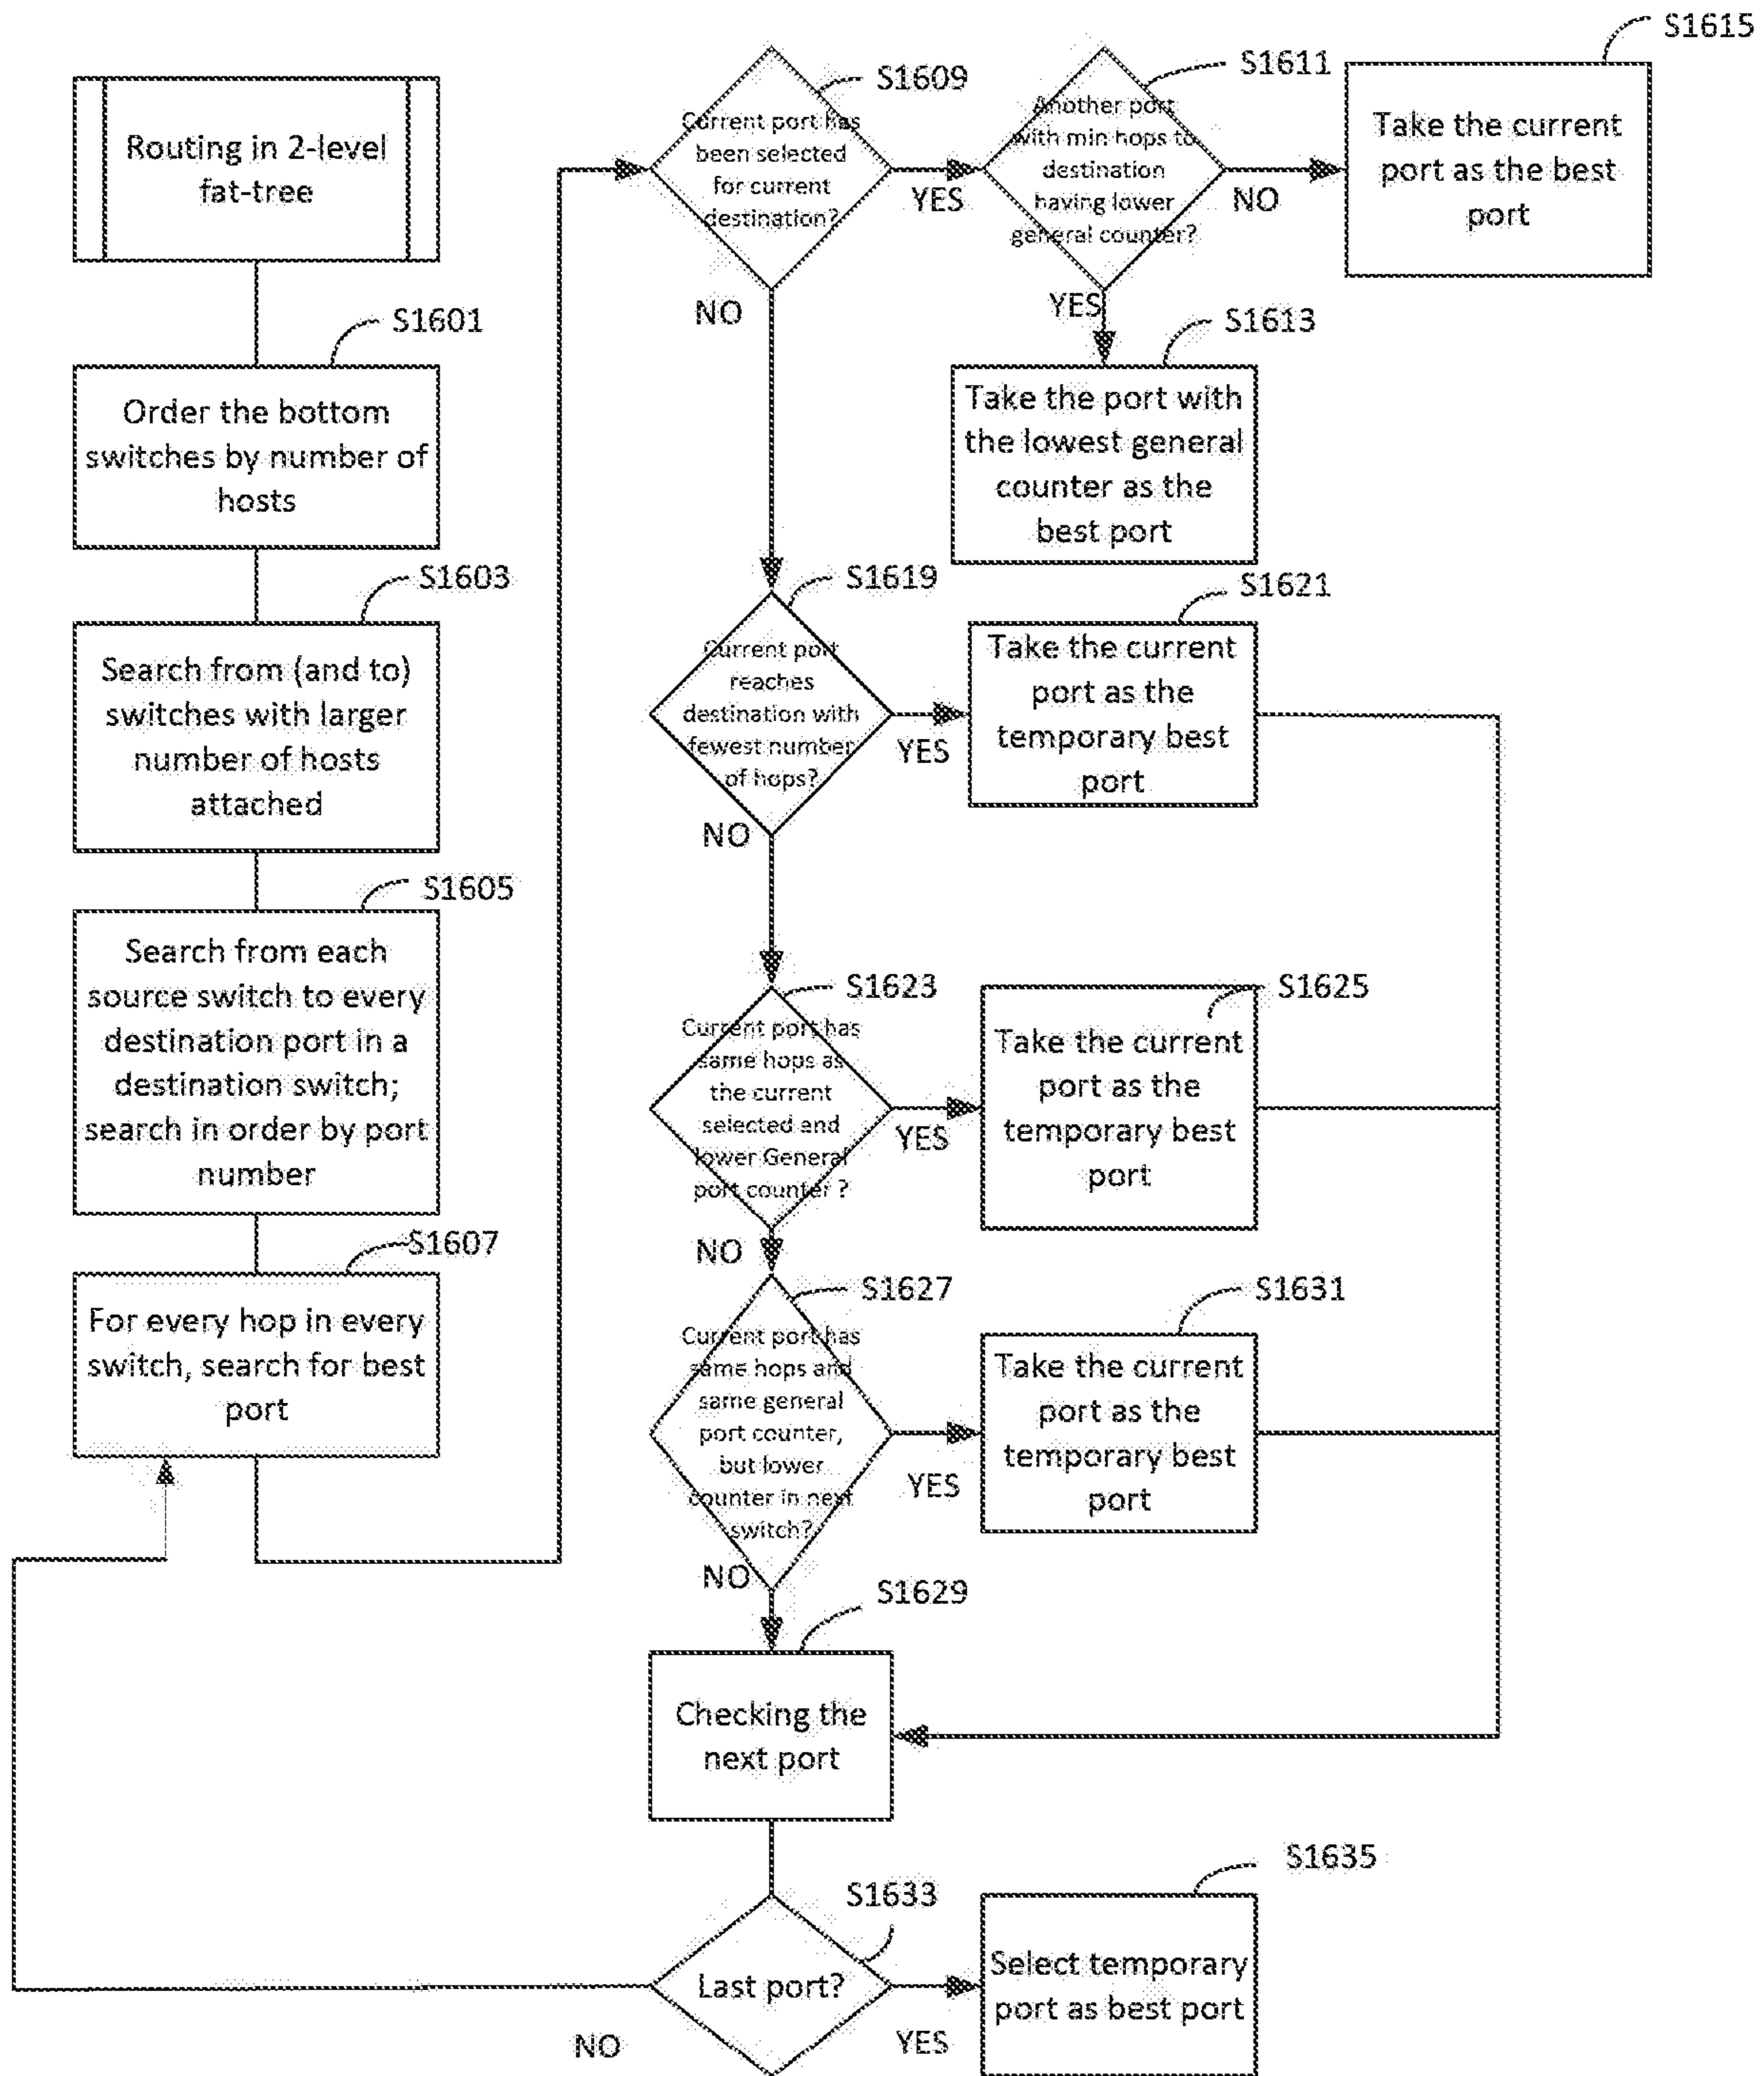 Routing in 2-level
fat-tree
S1601
Order the bottom
switches by number of
hosts
S1603
Search from (and to)
switches with larger
number of hosts
attached
S1605
Search from each
source switch to every
destination port in a
destination switch;
search in order by port
number
S1607
For every hop in every
switch, search for best
port
S1609
Current port has
been selected
for current
destination?
YES
NO
S1611
Another port
with min hops to
destination
having lower
general counter?
NO
YES
S1615
Take the current
port as the best
port
S1613
Take the port with
the lowest general
counter as the
best port
S1619
Current port
reaches
destination with
fewest number
of hops?
YES
NO
S1621
Take the current
port as the
temporary best
port
S1623
Current port has
same hops as
the current
selected and
lower General
port counter ?
YES
NO
S1625
Take the current
port as the
temporary best
port
S1627
Current port has
same hops and
same general
port counter,
but lower
counter in next
switch?
YES
NO
S1631
Take the current
port as the
temporary best
port
S1629
Checking the
next port
S1633
Last port?
NO
YES
S1635
Select temporary
port as best port